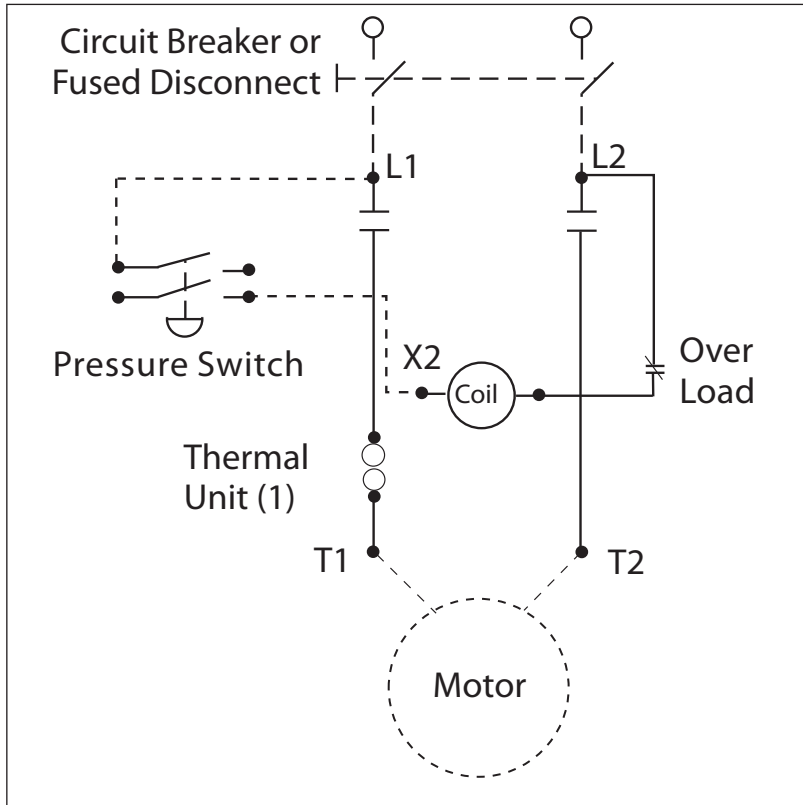 Circuit Breaker or
Fused Disconnect
L1
L2
Pressure Switch
X2
Coil
Over
Load
Thermal
Unit (1)
T1
T2
Motor